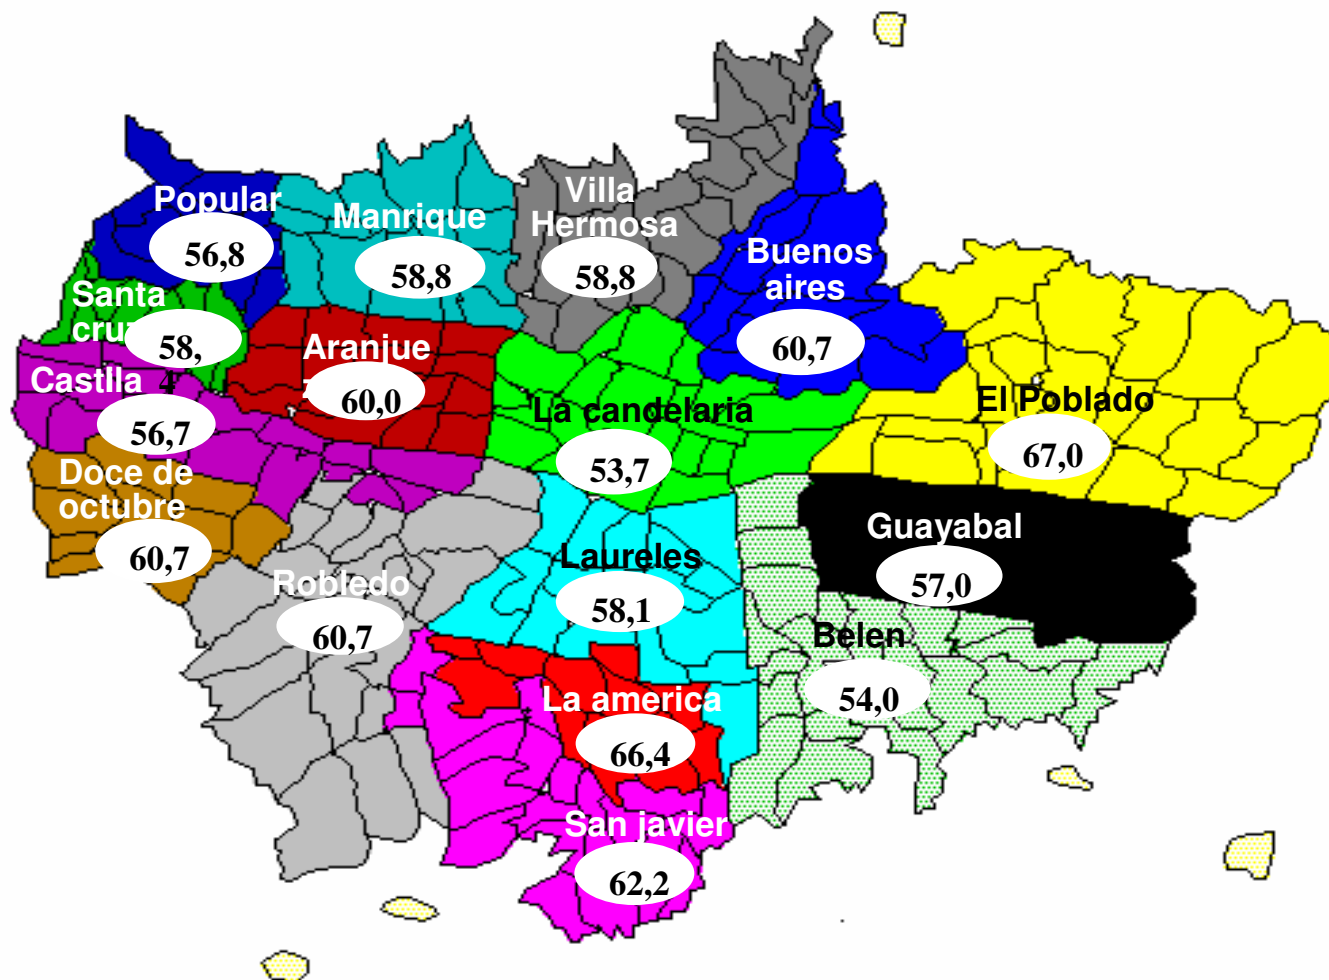 Popular
56,8
Manrique
58,8
Villa
Hermosa
58,8
Buenos
aires
60,7
Santa
cruz
58,
4
Aranjue
z
60,0
Castlla
56,7
La candelaria
53,7
El Poblado
67,0
Doce de
octubre
60,7
Guayabal
57,0
Laureles
58,1
Robledo
60,7
Belen
54,0
La america
66,4
San javier
62,2